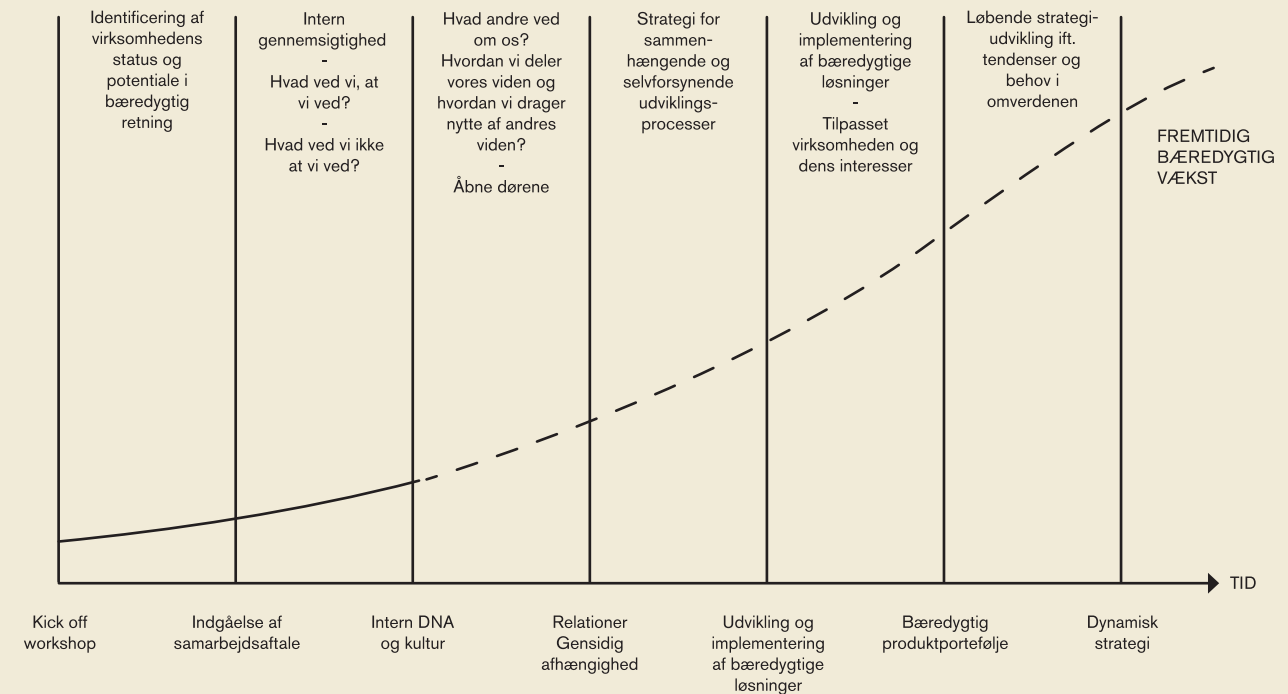 Identificering af
virksomhedens
status og
potentiale i
bæredygtig
retning
Intern
gennemsigtighed
-
Hvad ved vi, at
vi ved?
-
Hvad ved vi ikke
at vi ved?
Hvad andre ved
om os?
Hvordan vi deler
vores viden og
hvordan vi drager
nytte af andres
viden?
-
Åbne dørene
Strategi for
sammen-
hængende og
selvforsynende
udviklings-
processer
Udvikling og
implementering
af bæredygtige
løsninger
-
Tilpasset
virksomheden og
dens interesser
Løbende strategi-
udvikling ift.
tendenser og
behov i
omverdenen
FREMTIDIG
BÆREDYGTIG
VÆKST
TID
Kick off
workshop
Indgåelse af
samarbejdsaftale
Intern DNA
og kultur
Relationer
Gensidig
afhængighed
Udvikling og
implementering
af bæredygtige
løsninger
Bæredygtig
produktportefølje
Dynamisk
strategi